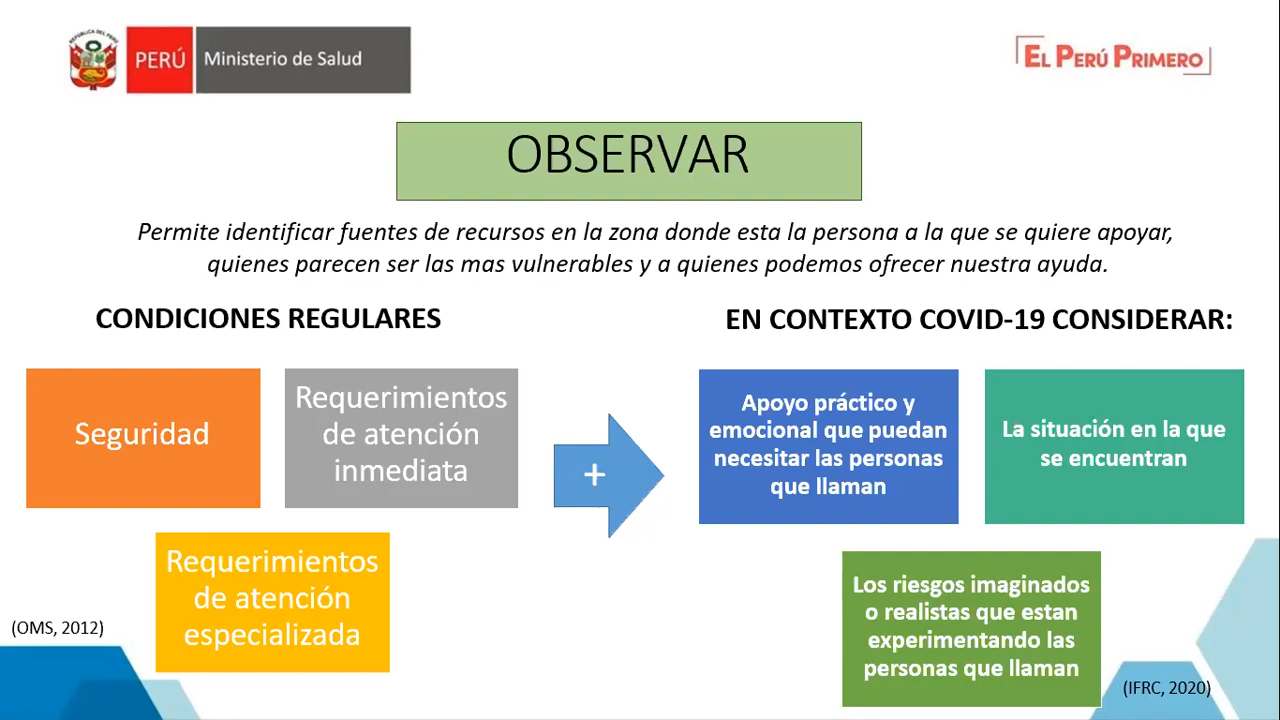 REPÚBLICA DEL PERÚ
PERÚ
Ministerio de Salud
EL PERÚ PRIMERO
OBSERVAR
Permite identificar fuentes de recursos en la zona donde esta la persona a la que se quiere apoyar,
quienes parecen ser las mas vulnerables y a quienes podemos ofrecer nuestra ayuda.
CONDICIONES REGULARES
Seguridad
Requerimientos
de atención
inmediata
Requerimientos
de atención
especializada
(OMS, 2012)
+
EN CONTEXTO COVID-19 CONSIDERAR:
Apoyo práctico y
emocional que puedan
necesitar las personas
que llaman
La situación en la que
se encuentran
Los riesgos imaginados
o realistas que estan
experimentando las
personas que llaman
(IFRC, 2020)